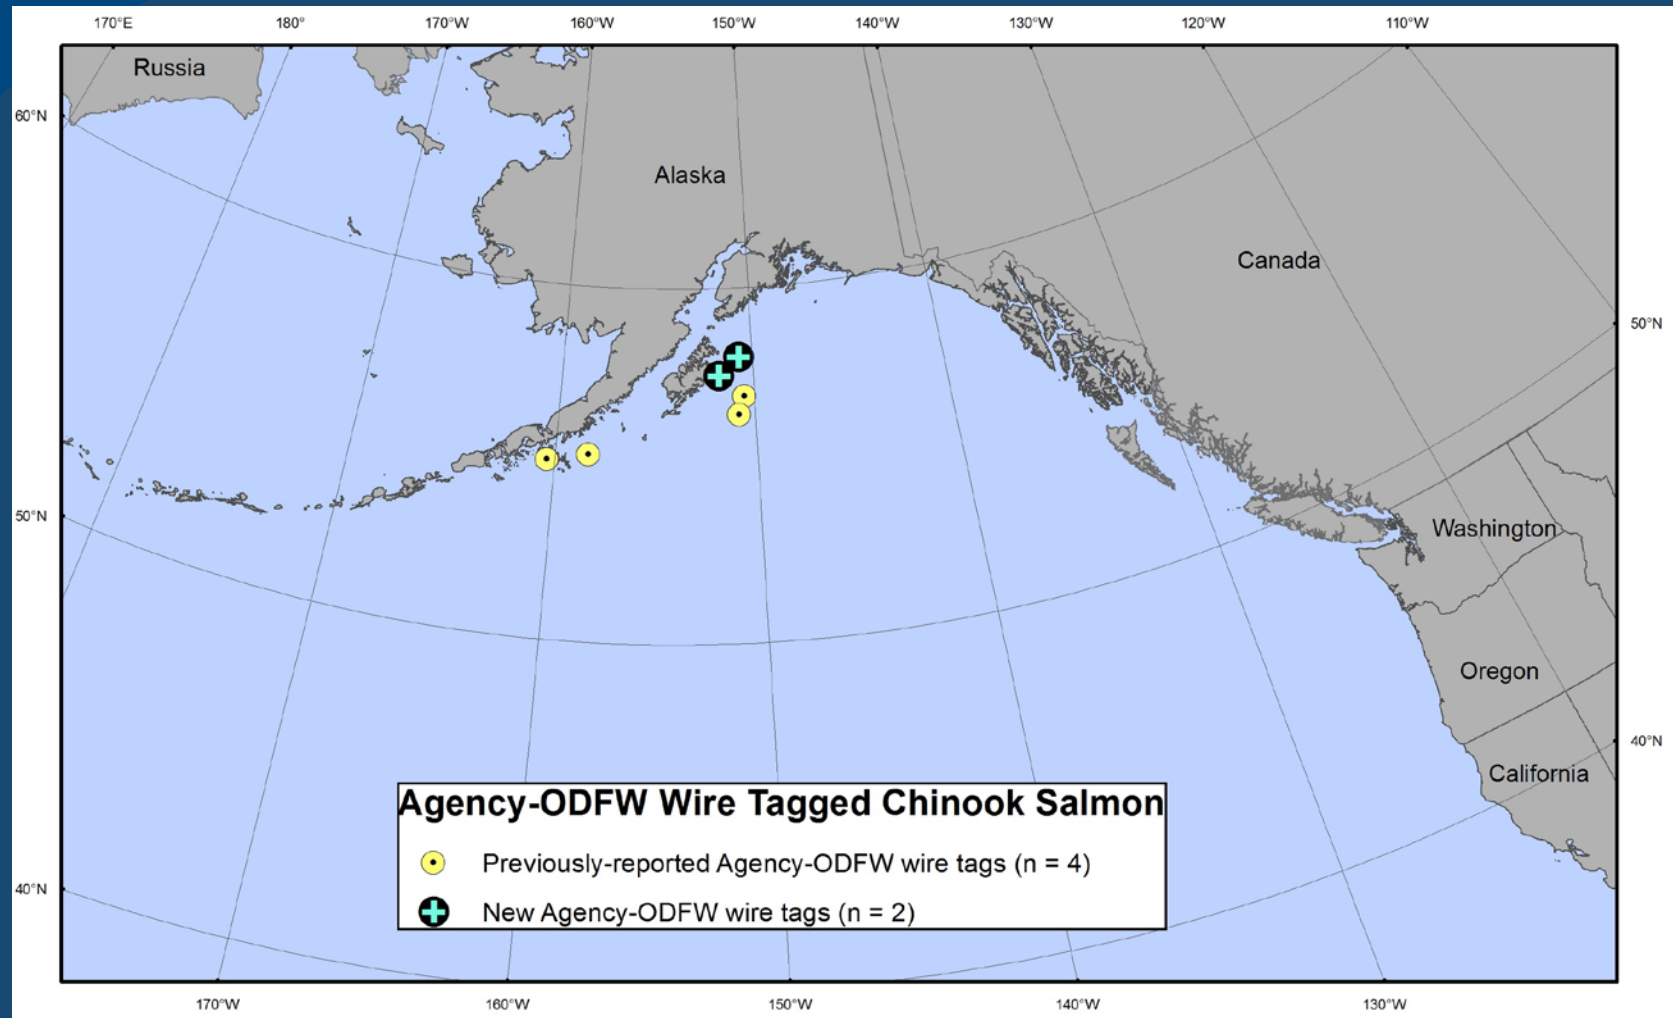 170°E 180° 170°W 160°W 150°W 140°W 130°W 120°W 110°W
Russia
60°N
Alaska
Canada
50°N
50°N
Washington
Oregon
40°N
California
Agency-ODFW Wire Tagged Chinook Salmon
Previously-reported Agency-ODFW wire tags (n = 4)
40°N
New Agency-ODFW wire tags (n = 2)
170°W 160°W 150°W 140°W 130°W